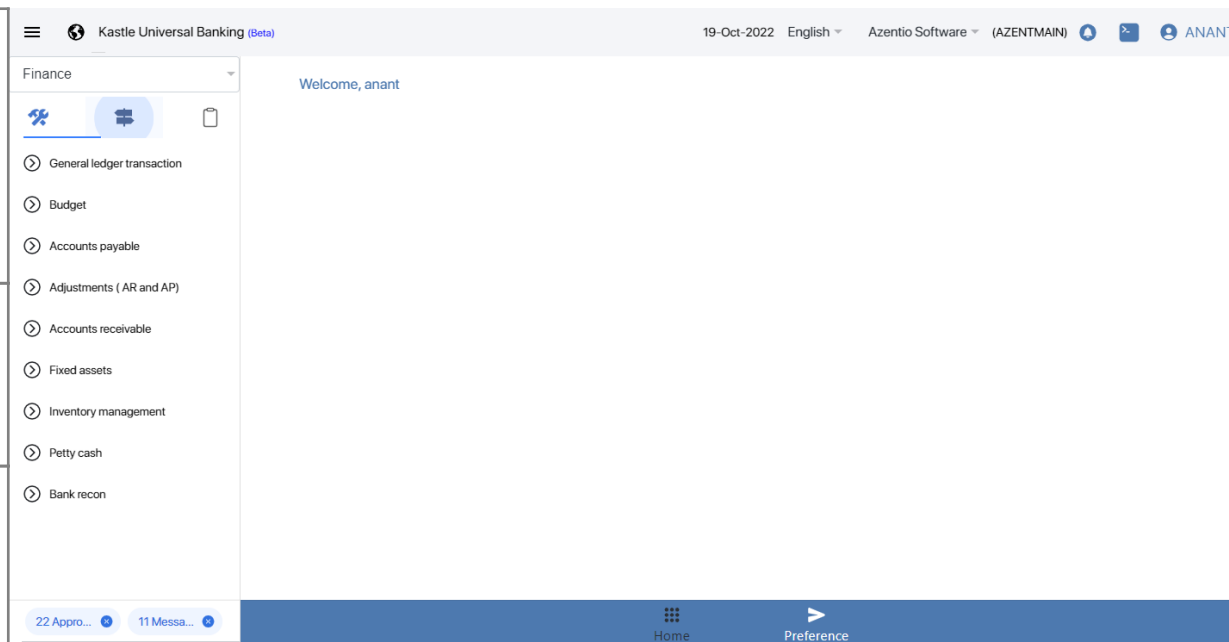 Kastle Universal Banking (Beta)
19-Oct-2022 English Azentio Software (AZENTMAIN) ANANT
Finance
Welcome, anant
General ledger transaction
Budget
Accounts payable
Adjustments ( AR and AP)
Accounts receivable
Fixed assets
Inventory management
Petty cash
Bank recon
22 Appro... 11 Messa...
Home Preference